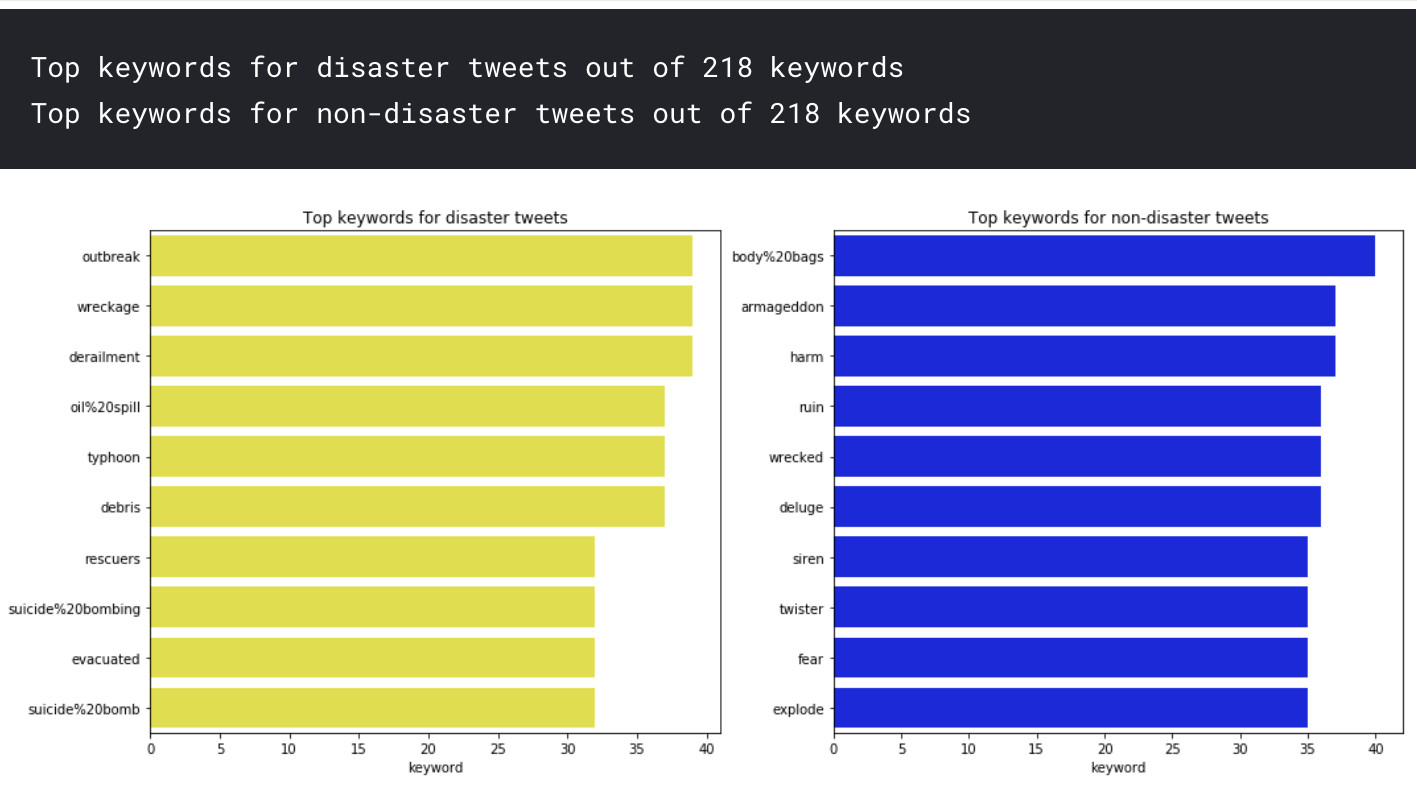 Top keywords for disaster tweets out of 218 keywords
Top keywords for non-disaster tweets out of 218 keywords
Top keywords for disaster tweets
outbreak
wreckage
derailment
oil%20spill
typhoon
debris
rescuers
suicide%20bombing
evacuated
suicide%20bomb
0 5 10 15 20 25 30 35 40
keyword
Top keywords for non-disaster tweets
body%20bags
armageddon
harm
ruin
wrecked
deluge
siren
twister
fear
explode
0 5 10 15 20 25 30 35 40
keyword